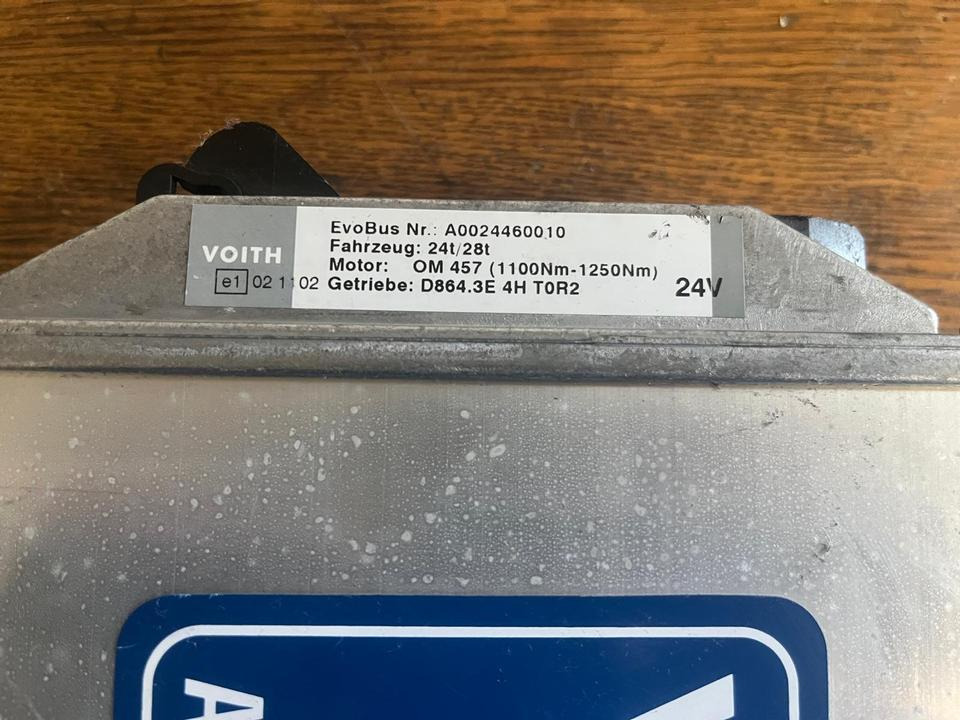 VOITH
e1 02 1102
EvoBus Nr.: A0024460010
Fahrzeug: 24t/28t
Motor: OM 457 (1100Nm-1250Nm)
Getriebe: D864.3E 4H T0R2
24V